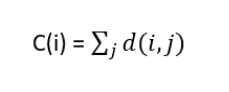 C(i) = ∑ⱼ d(i,j)